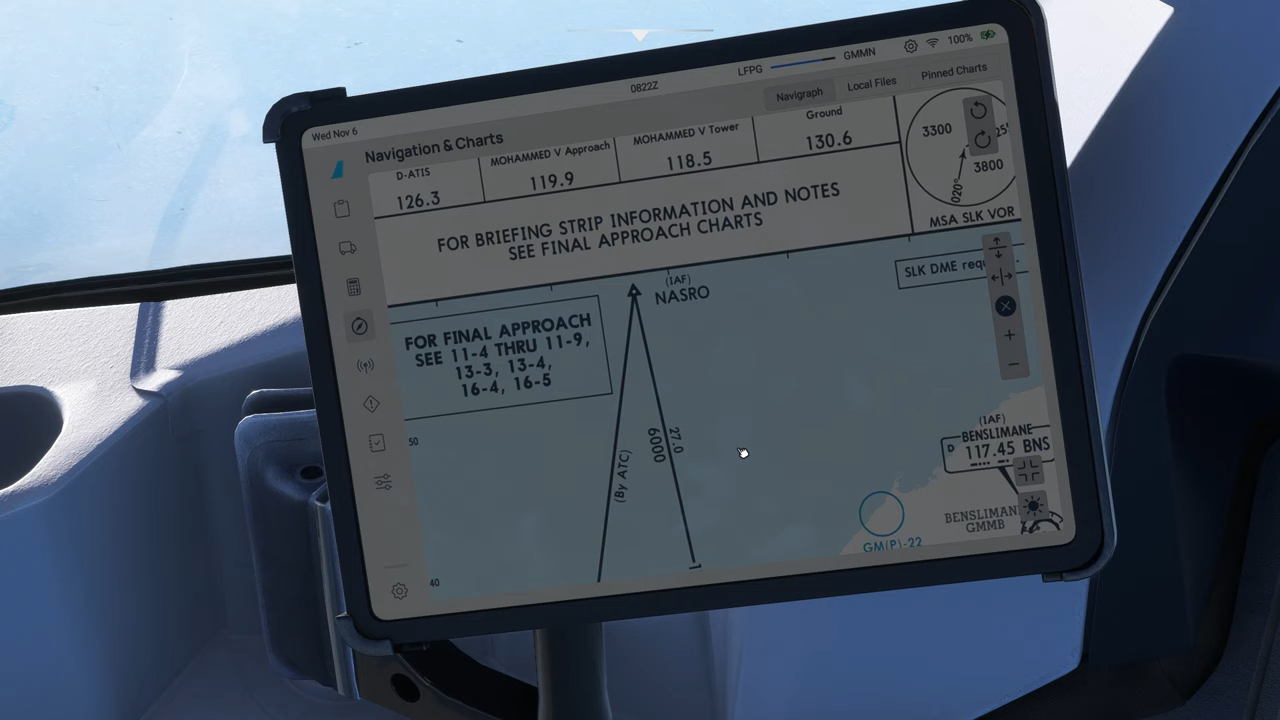 LFPG
GMMN
100%
0822Z
Wed Nov 6
Navigation & Charts
Navigraph
Local Files
Pinned Charts
D-ATIS
126.3
MOHAMMED V Approach
119.9
MOHAMMED V Tower
118.5
Ground
130.6
3300
3800
020°
MSA SLK VOR
FOR BRIEFING STRIP INFORMATION AND NOTES
SEE FINAL APPROACH CHARTS
SLK DME
(IAF)
NASRO
FOR FINAL APPROACH
SEE 11-4 THRU 11-9,
13-3, 13-4,
16-4, 16-5
50
(By ATC)
6000
27.0
(IAF)
BENSLIMANE
D 117.45 BNS
GMMB
GM(P)-22
40